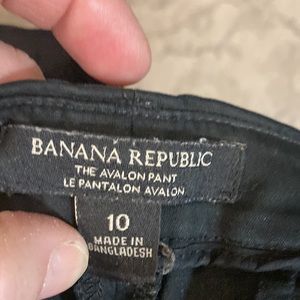 BANANA REPUBLIC
THE AVALON PANT
LE PANTALON AVALON
10
MADE IN
BANGLADESH